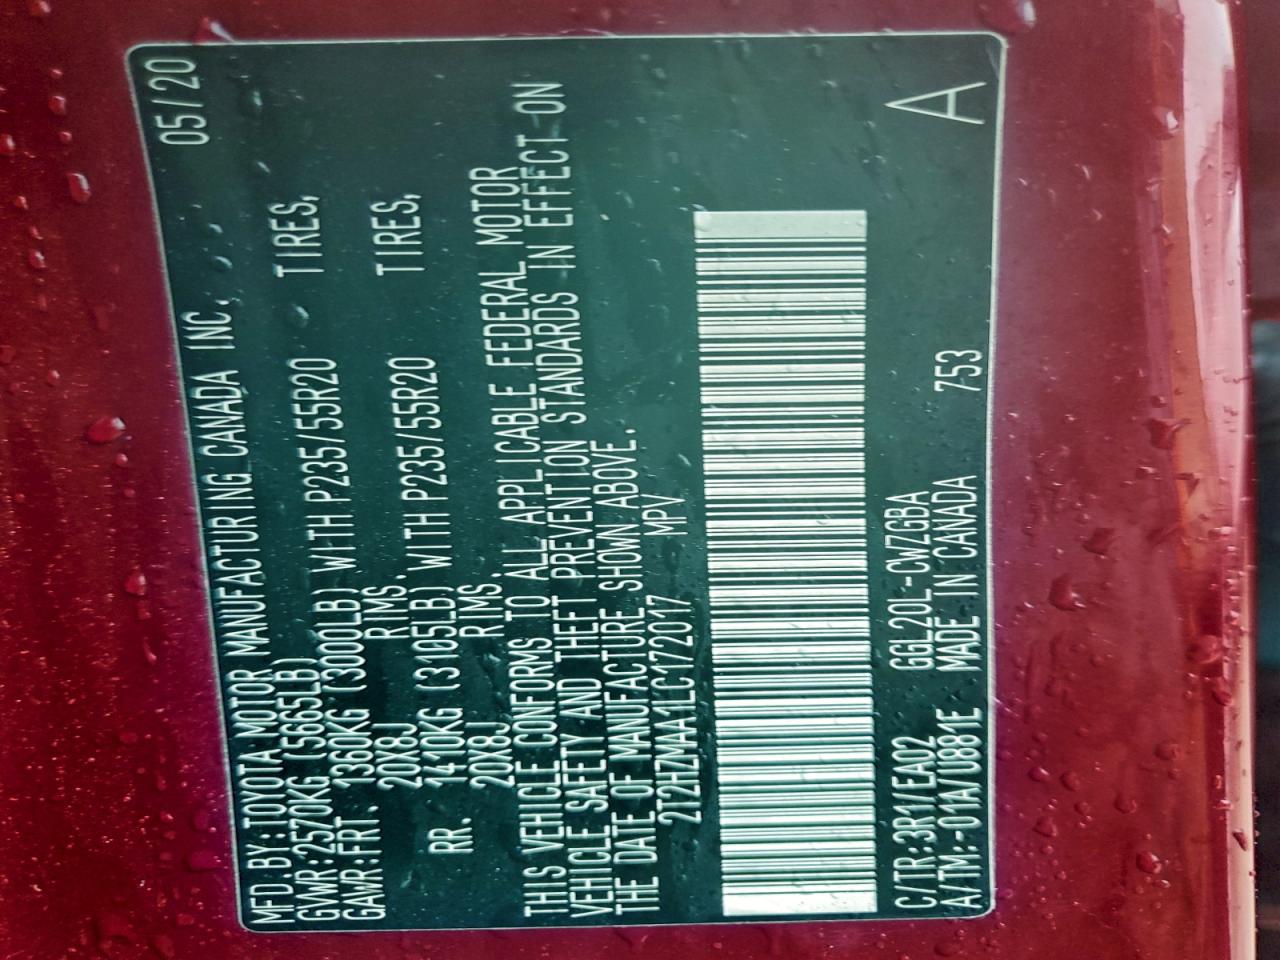 MFD.BY:TOYOTA MOTOR MANUFACTURING CANADA INC. 05/20
GVWR:2570KG (5665LB)
GAWR:FRT. 1360KG (3000LB) WITH P235/55R20 TIRES,
20X8J RIMS.
RR. 1410KG (3105LB) WITH P235/55R20 TIRES,
20X8J RIMS.
THIS VEHICLE CONFORMS TO ALL APPLICABLE FEDERAL MOTOR
VEHICLE SAFETY AND THEFT PREVENTION STANDARDS IN EFFECT ON
THE DATE OF MANUFACTURE SHOWN ABOVE.
2T2HZMAA1LC172017 MPV
C/TR:3R1/EA02 GGL20L-CWZGBA
A/TM:-01A/U881E MADE IN CANADA 753 A